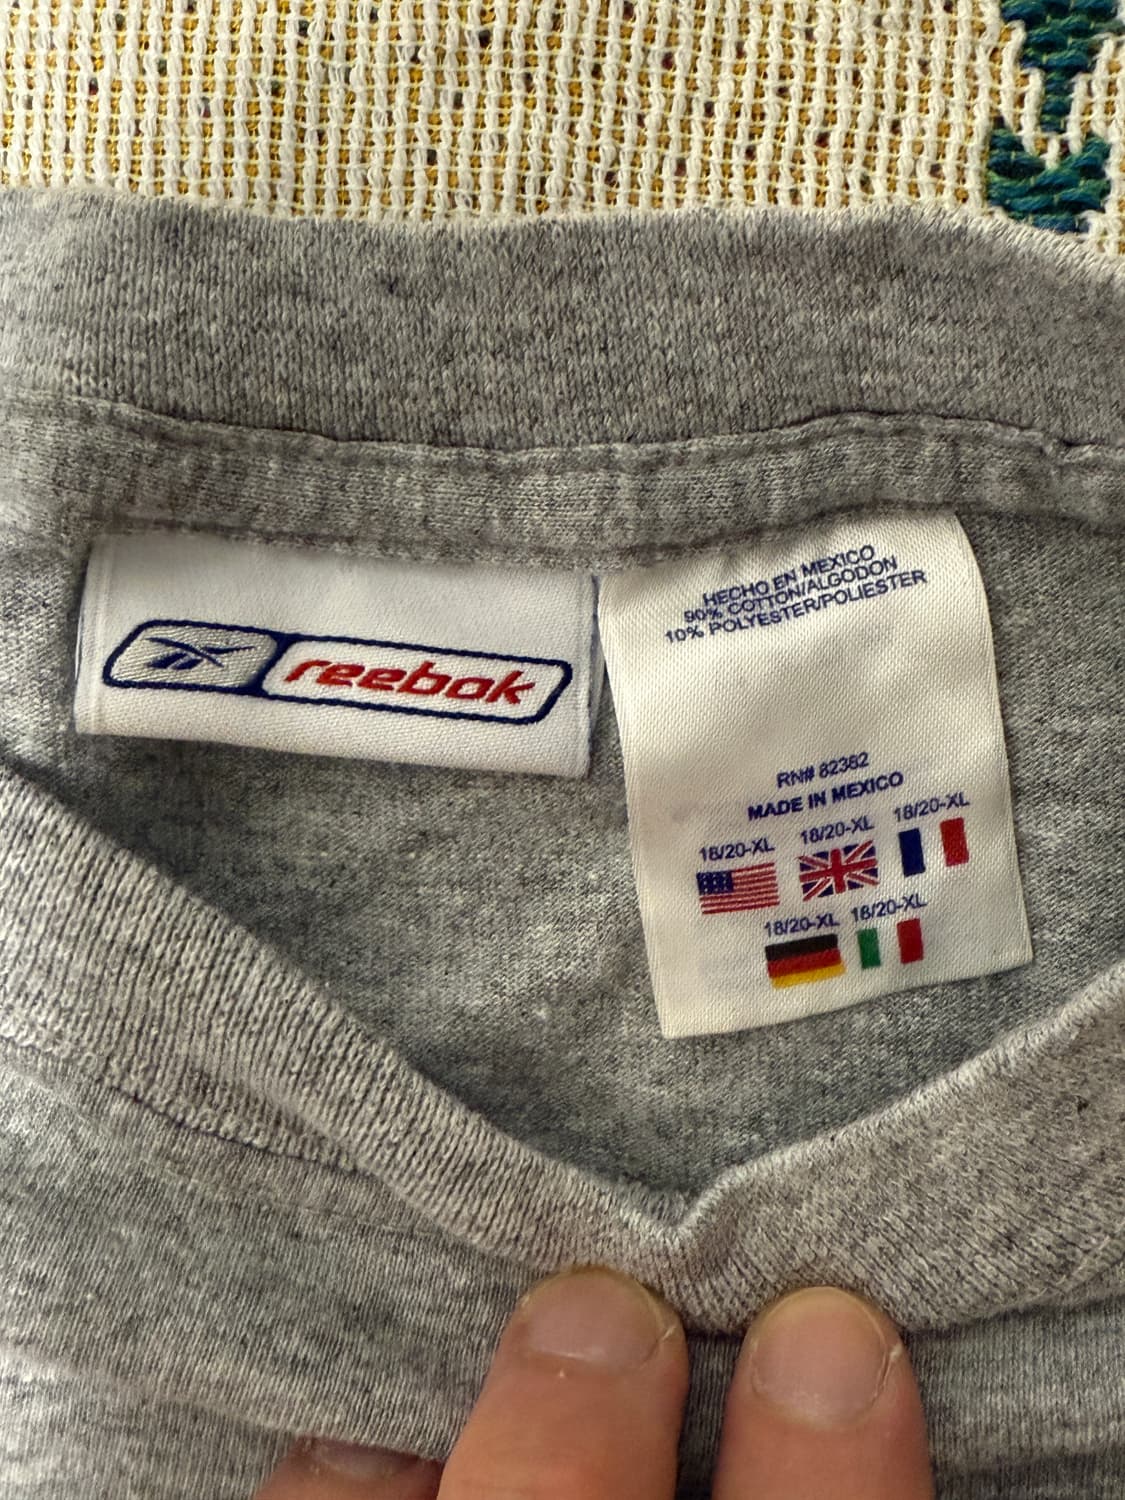 reebok
HECHO EN MEXICO
90% COTTON/ALGODON
10% POLYESTER/POLIESTER
RN# 82382
MADE IN MEXICO
18/20-XL 18/20-XL 18/20-XL
18/20-XL 18/20-XL